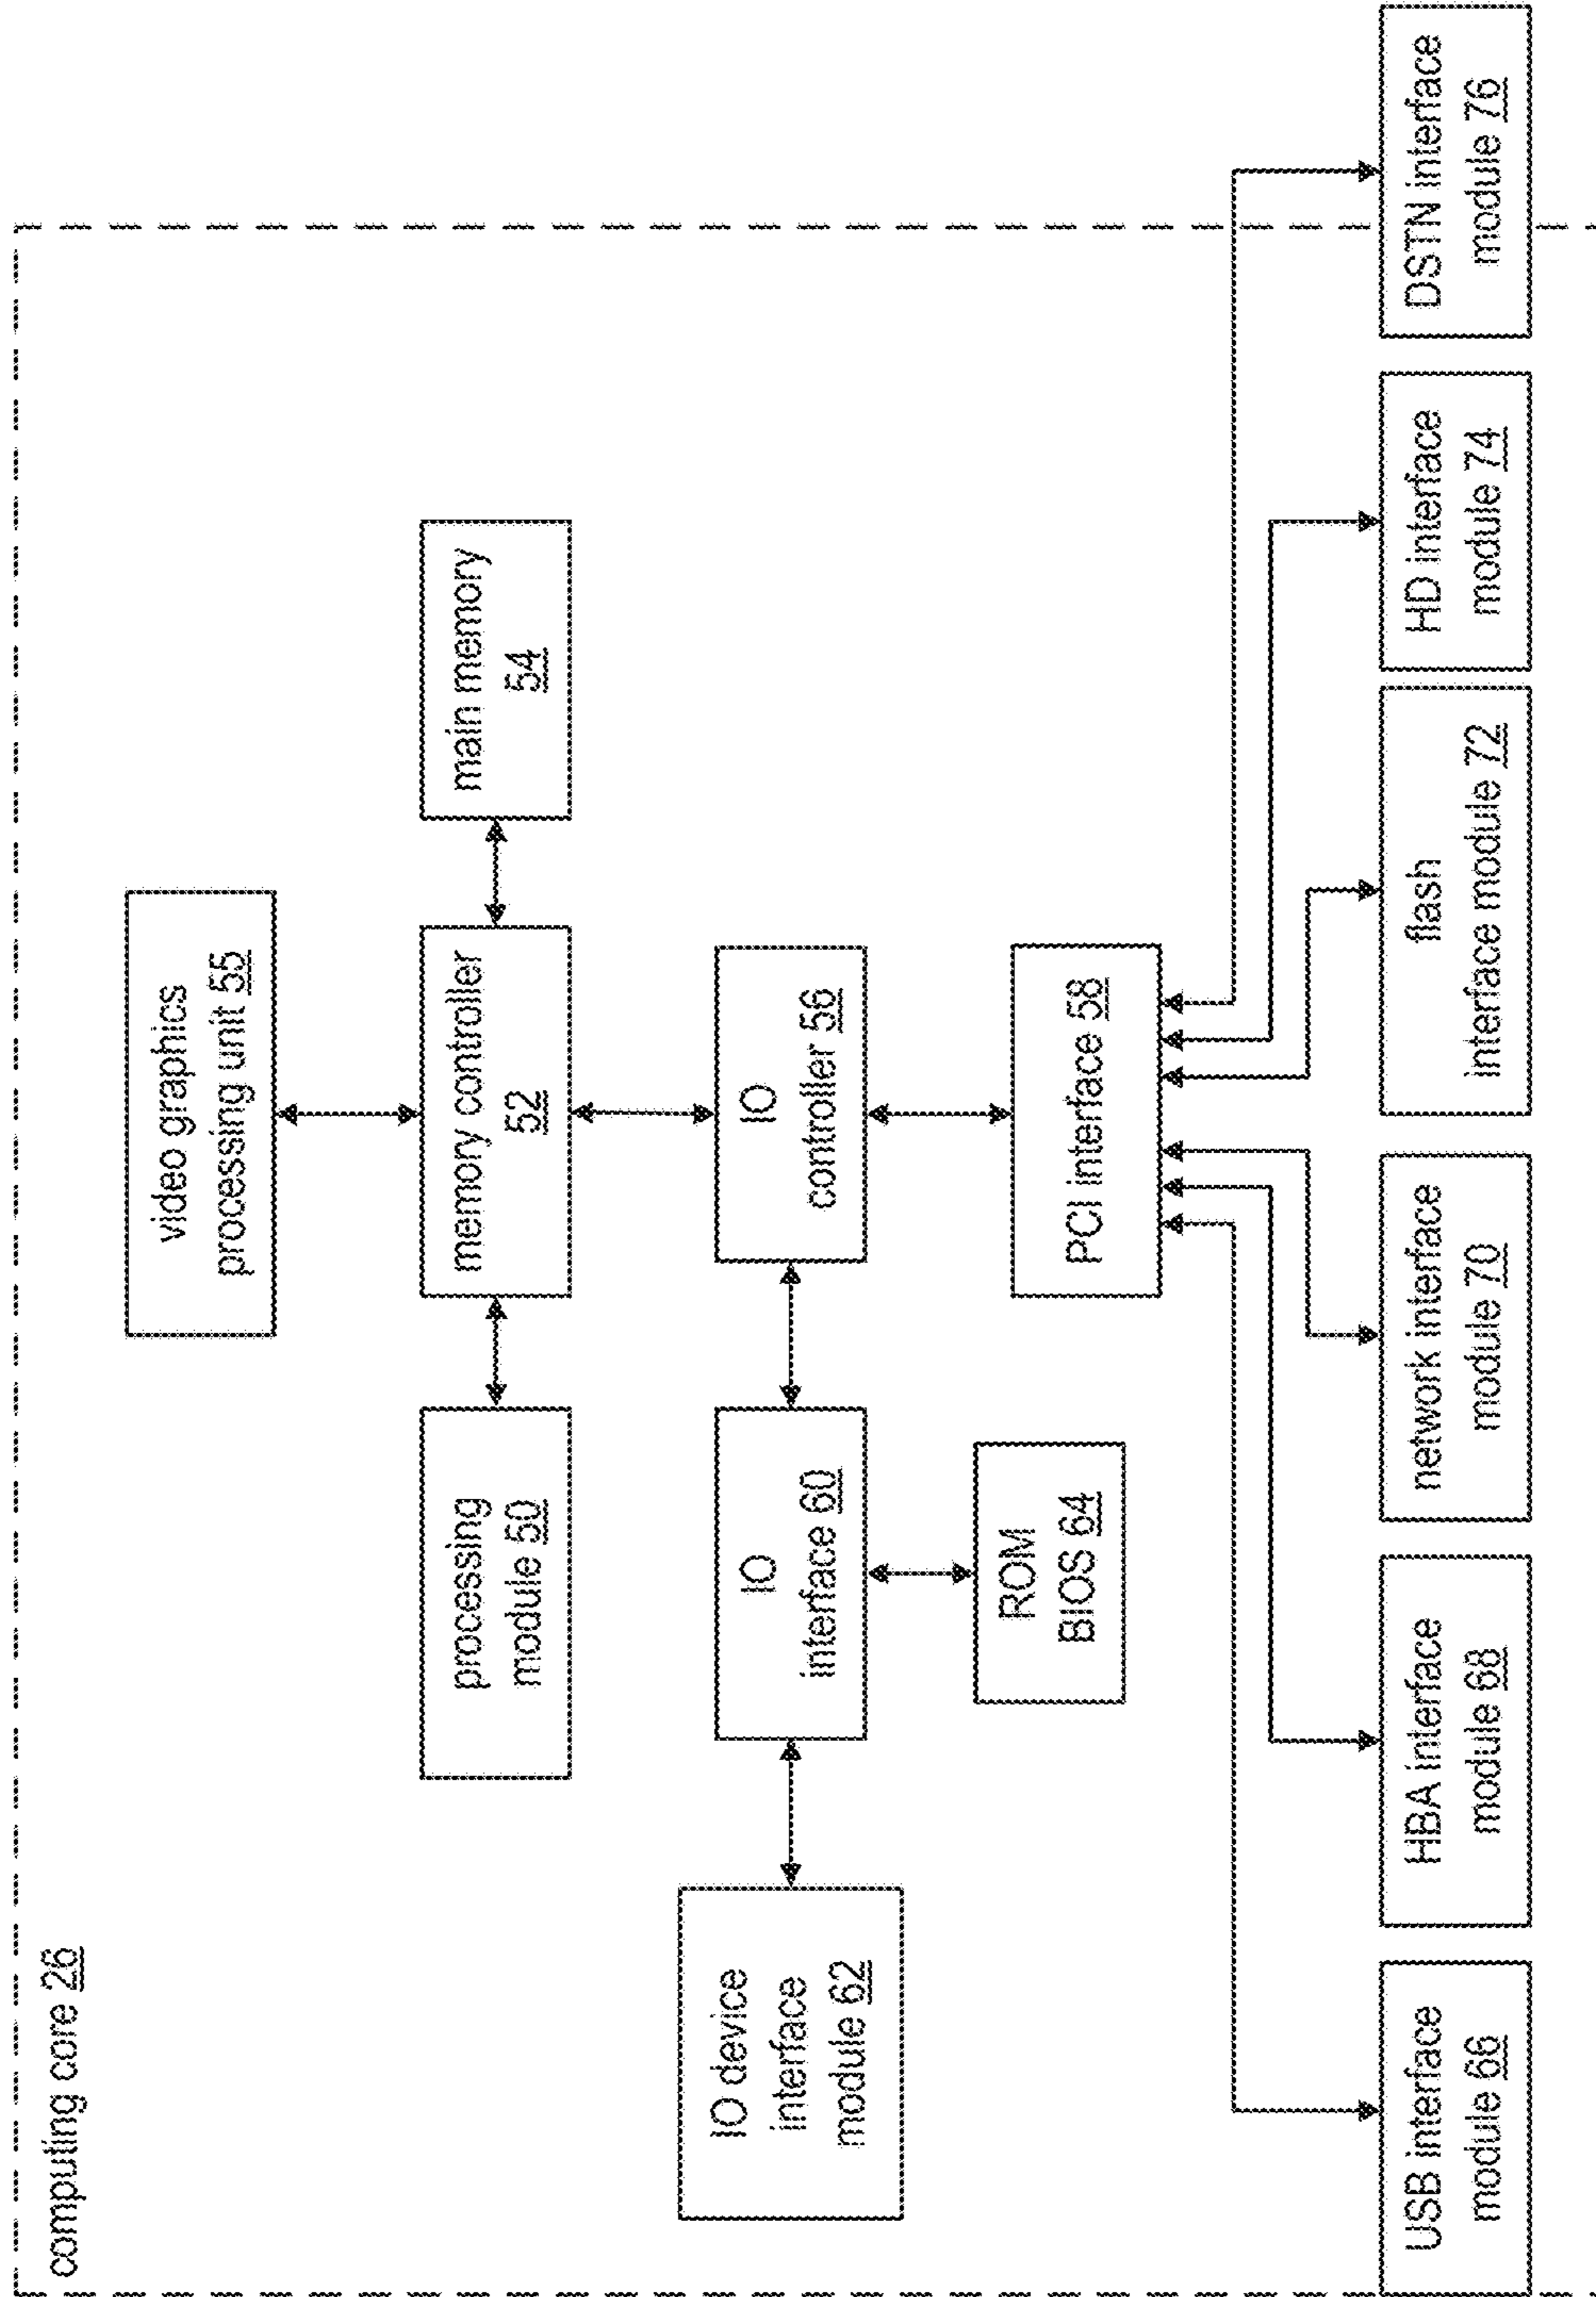 computing core 26
video graphics
processing unit 55
processing
module 50
memory controller
52
main memory
54
IO device
interface
module 62
IO
interface 60
IO
controller 56
ROM
BIOS 64
PCI interface 58
USB interface
module 66
HBA interface
module 68
network interface
module 70
flash
interface module 72
HD interface
module 74
DSTN interface
module 76